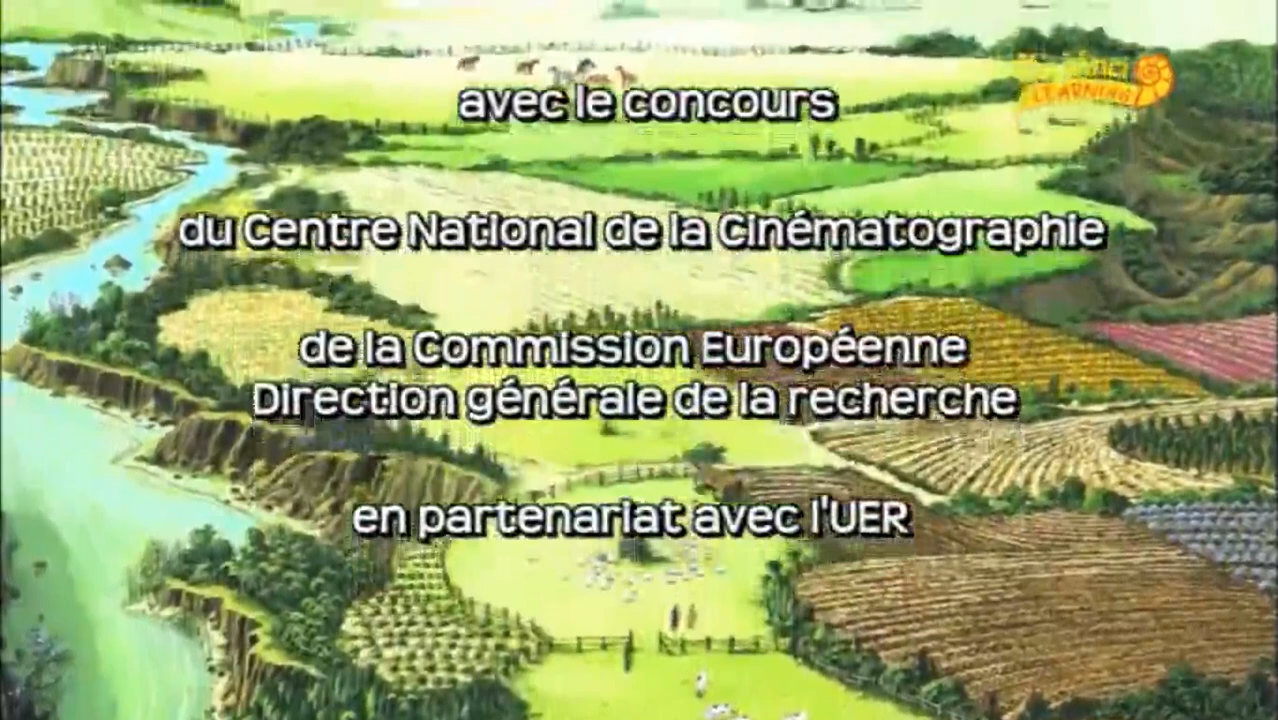 avec le concours
du Centre National de la Cinématographie
de la Commission Européenne
Direction générale de la recherche
en partenariat avec l'UER
LEARNING